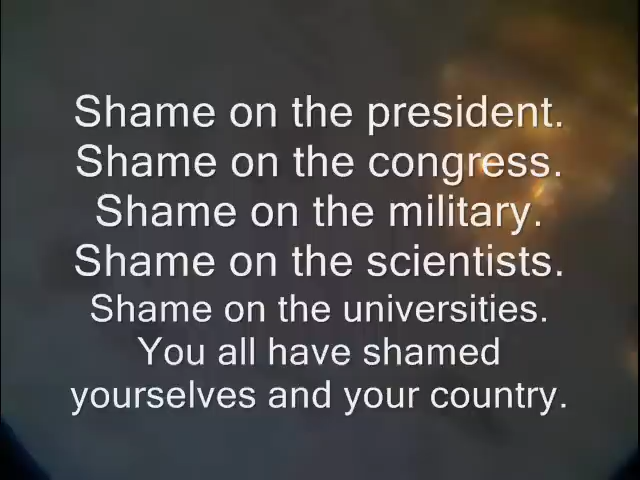 Shame on the president.
Shame on the congress.
Shame on the military.
Shame on the scientists.
Shame on the universities.
You all have shamed
yourselves and your country.